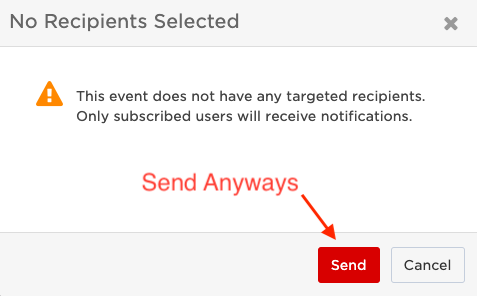 No Recipients Selected
This event does not have any targeted recipients.
Only subscribed users will receive notifications.
Send Anyways
Send Cancel